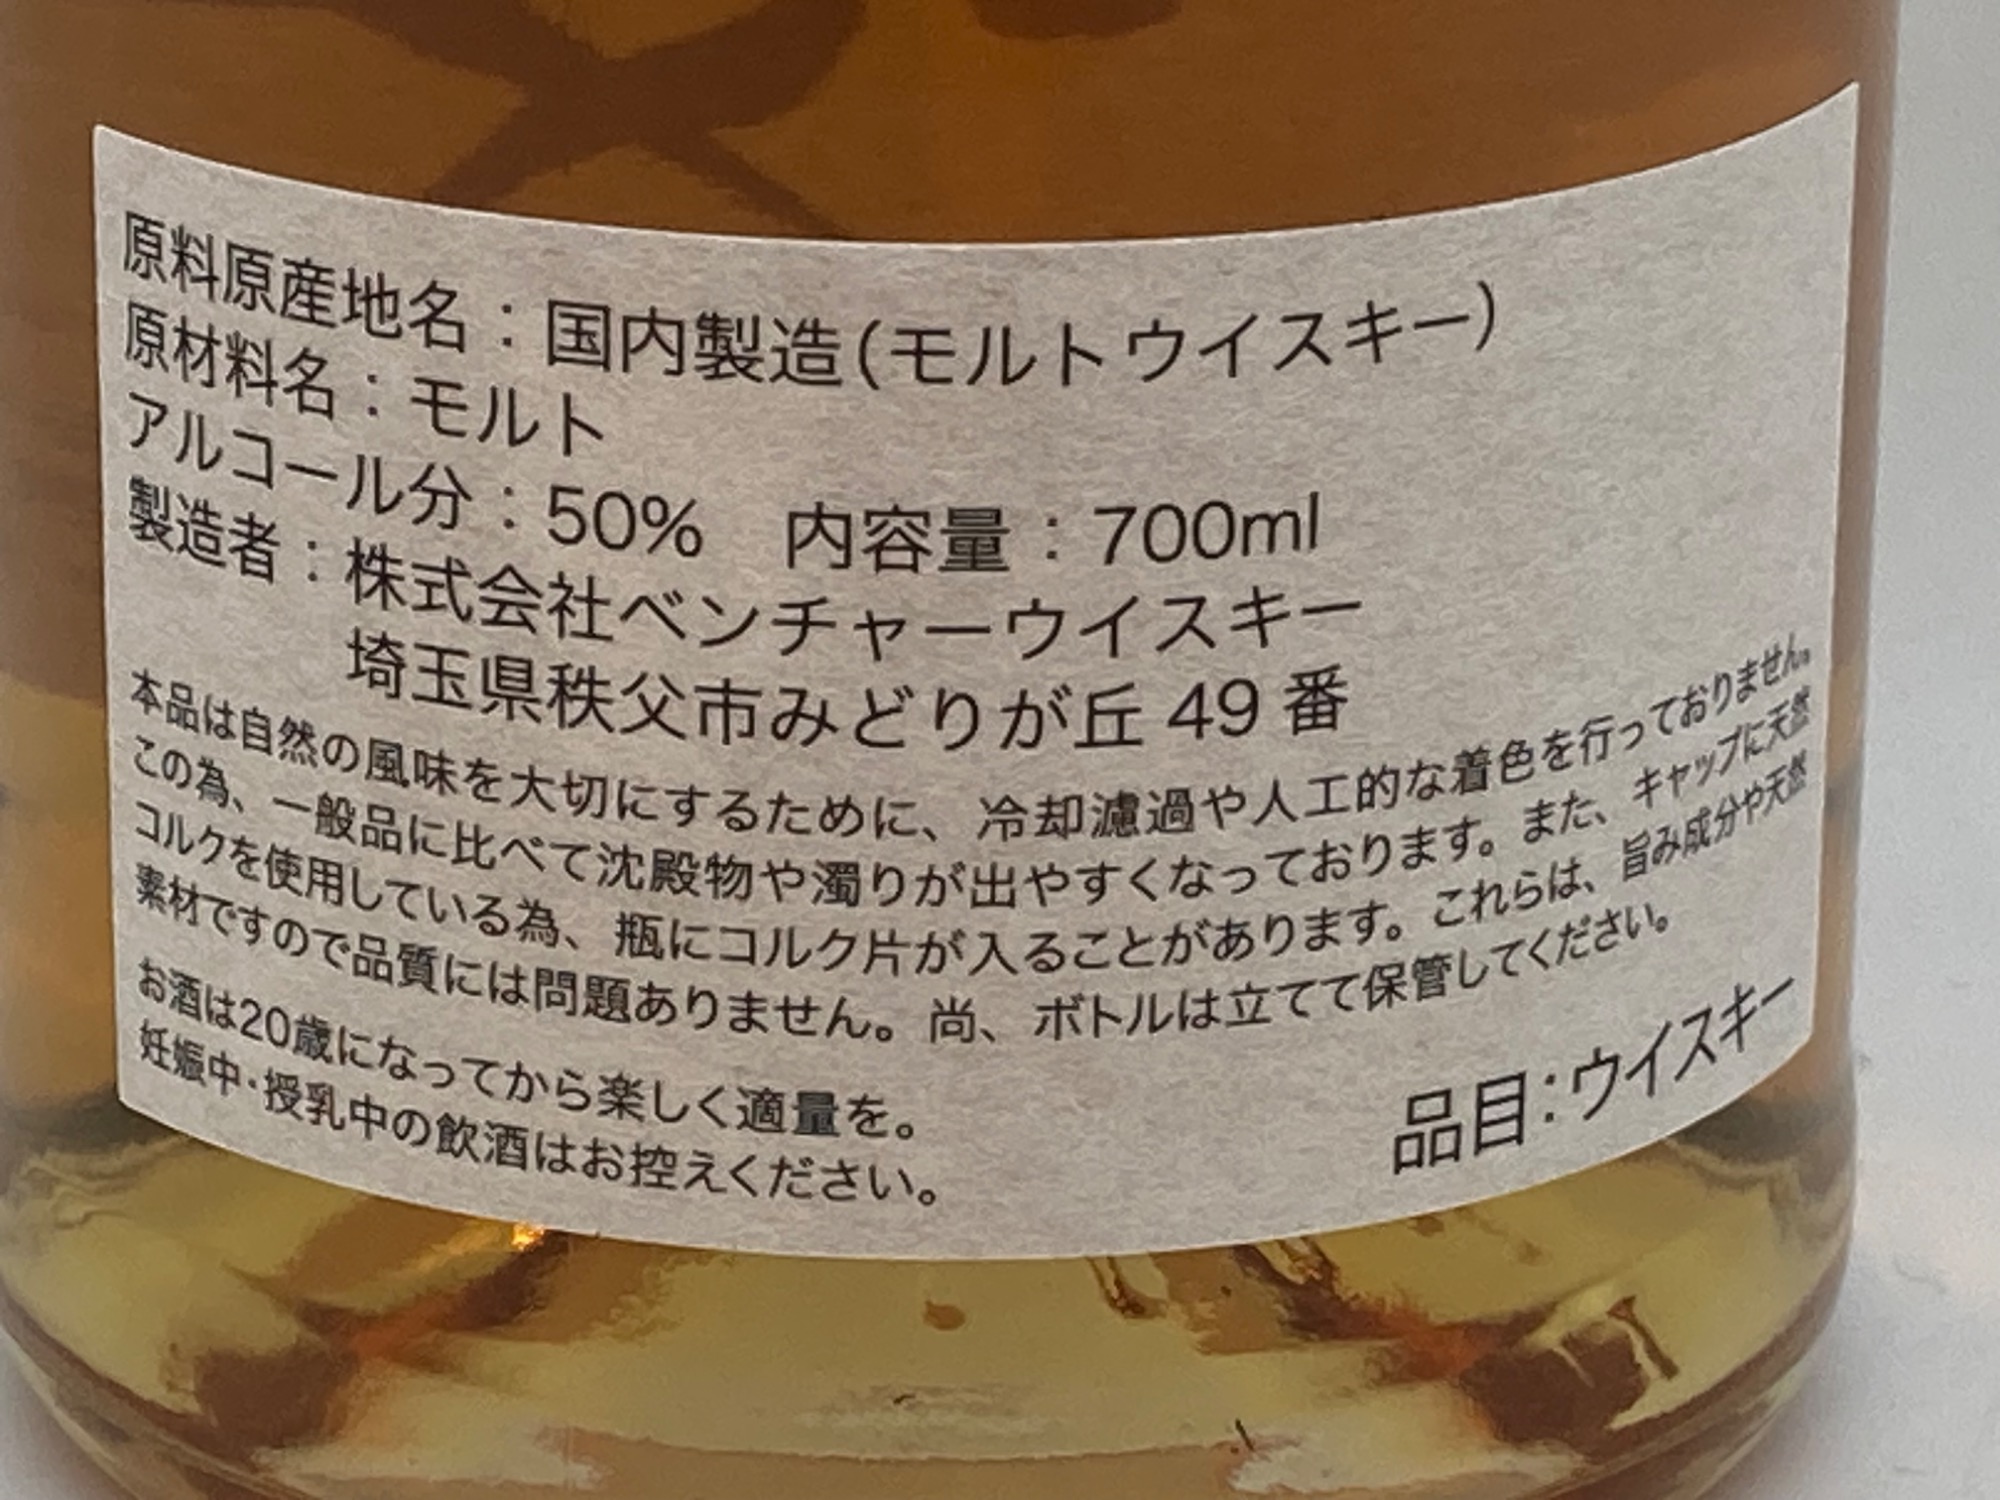 原料原産地名：国内製造(モルトウイスキー)
原材料名：モルト
アルコール分：50%　内容量：700ml
製造者：株式会社ベンチャーウイスキー
埼玉県秩父市みどりが丘 49 番
本品は自然の風味を大切にするために、冷却濾過や人工的な着色を行っておりません。
この為、一般品に比べて沈殿物や濁りが出やすくなっております。また、キャップに天然
コルクを使用している為、瓶にコルク片が入ることがあります。これらは、旨み成分や天然
素材ですので品質には問題ありません。尚、ボトルは立てて保管してください。
お酒は20歳になってから楽しく適量を。
妊娠中・授乳中の飲酒はお控えください。
品目：ウイスキー